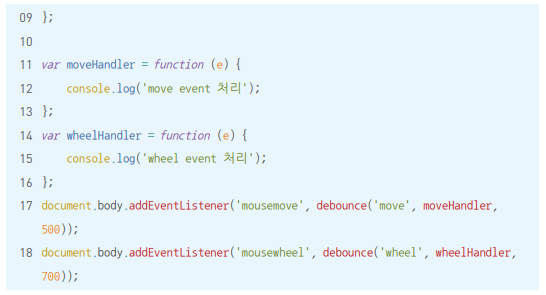 09 };
10
11 var moveHandler = function (e) {
12     console.log('move event 처리');
13 };
14 var wheelHandler = function (e) {
15     console.log('wheel event 처리');
16 };
17 document.body.addEventListener('mousemove', debounce('move', moveHandler,
500));
18 document.body.addEventListener('mousewheel', debounce('wheel', wheelHandler,
700));